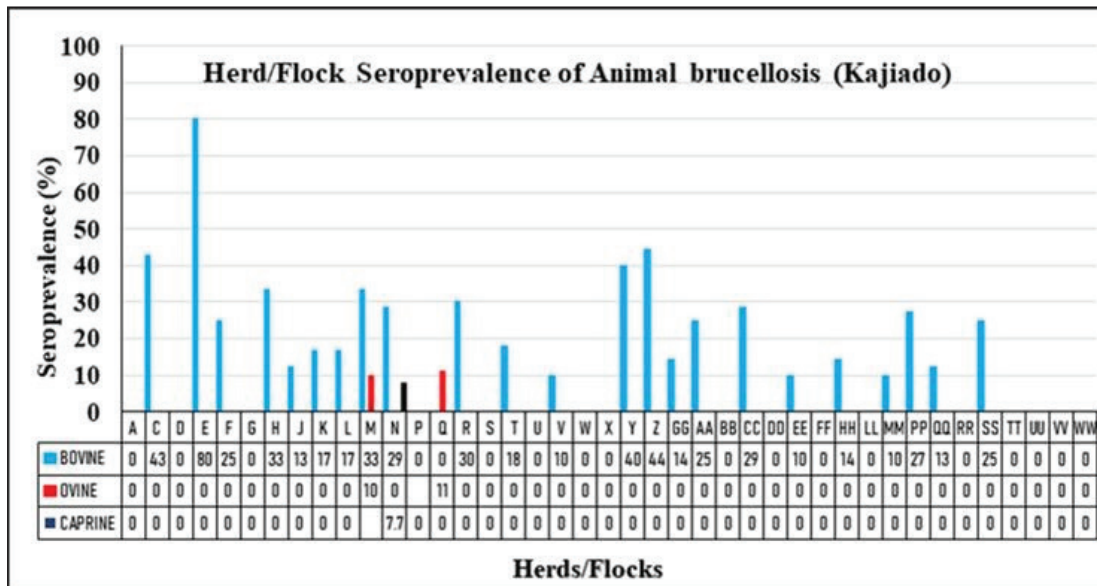 Herd/Flock Seroprevalence of Animal brucellosis (Kajiado)
100
90
80
70
60
50
40
30
20
10
0
Seroprevalence (%)
A C D E F G H J K L M N P Q R S T U V W X Y Z GG AA BB CC DD EE FF HH LL MM PP QQ RR SS TT UU VV WW
BOVINE 0 43 0 80 25 0 33 13 17 17 33 29 0 0 30 0 18 0 10 0 0 40 44 14 25 0 29 0 10 0 14 0 10 27 13 0 25 0 0 0 0
OVINE 0 0 0 0 0 0 0 0 0 0 10 0 11 0 0 0 0 0 0 0 0 0 0 0 0 0 0 0 0 0 0 0 0 0 0 0 0 0 0 0
CAPRINE 0 0 0 0 0 0 0 0 0 0 7.7 0 0 0 0 0 0 0 0 0 0 0 0 0 0 0 0 0 0 0 0 0 0 0 0 0 0 0 0 0
Herds/Flocks